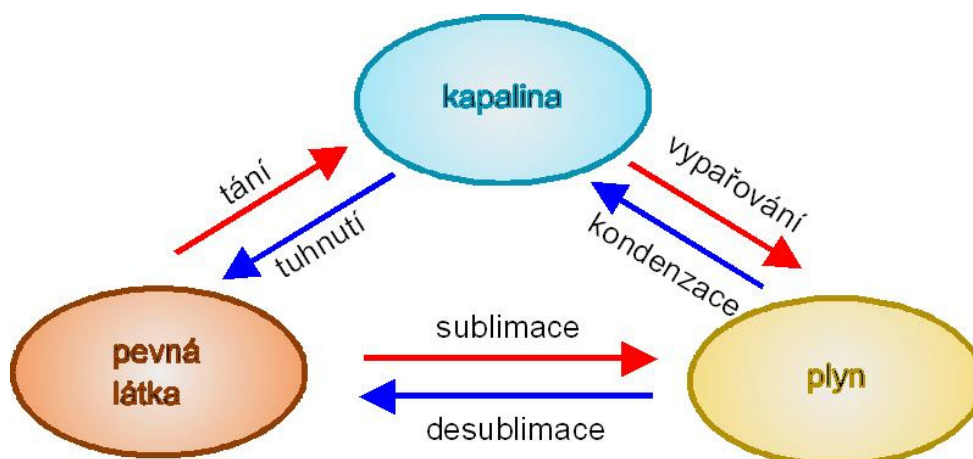 kapalina
tání
tuhnutí
vypařování
kondenzace
pevná
látka
sublimace
desublimace
plyn